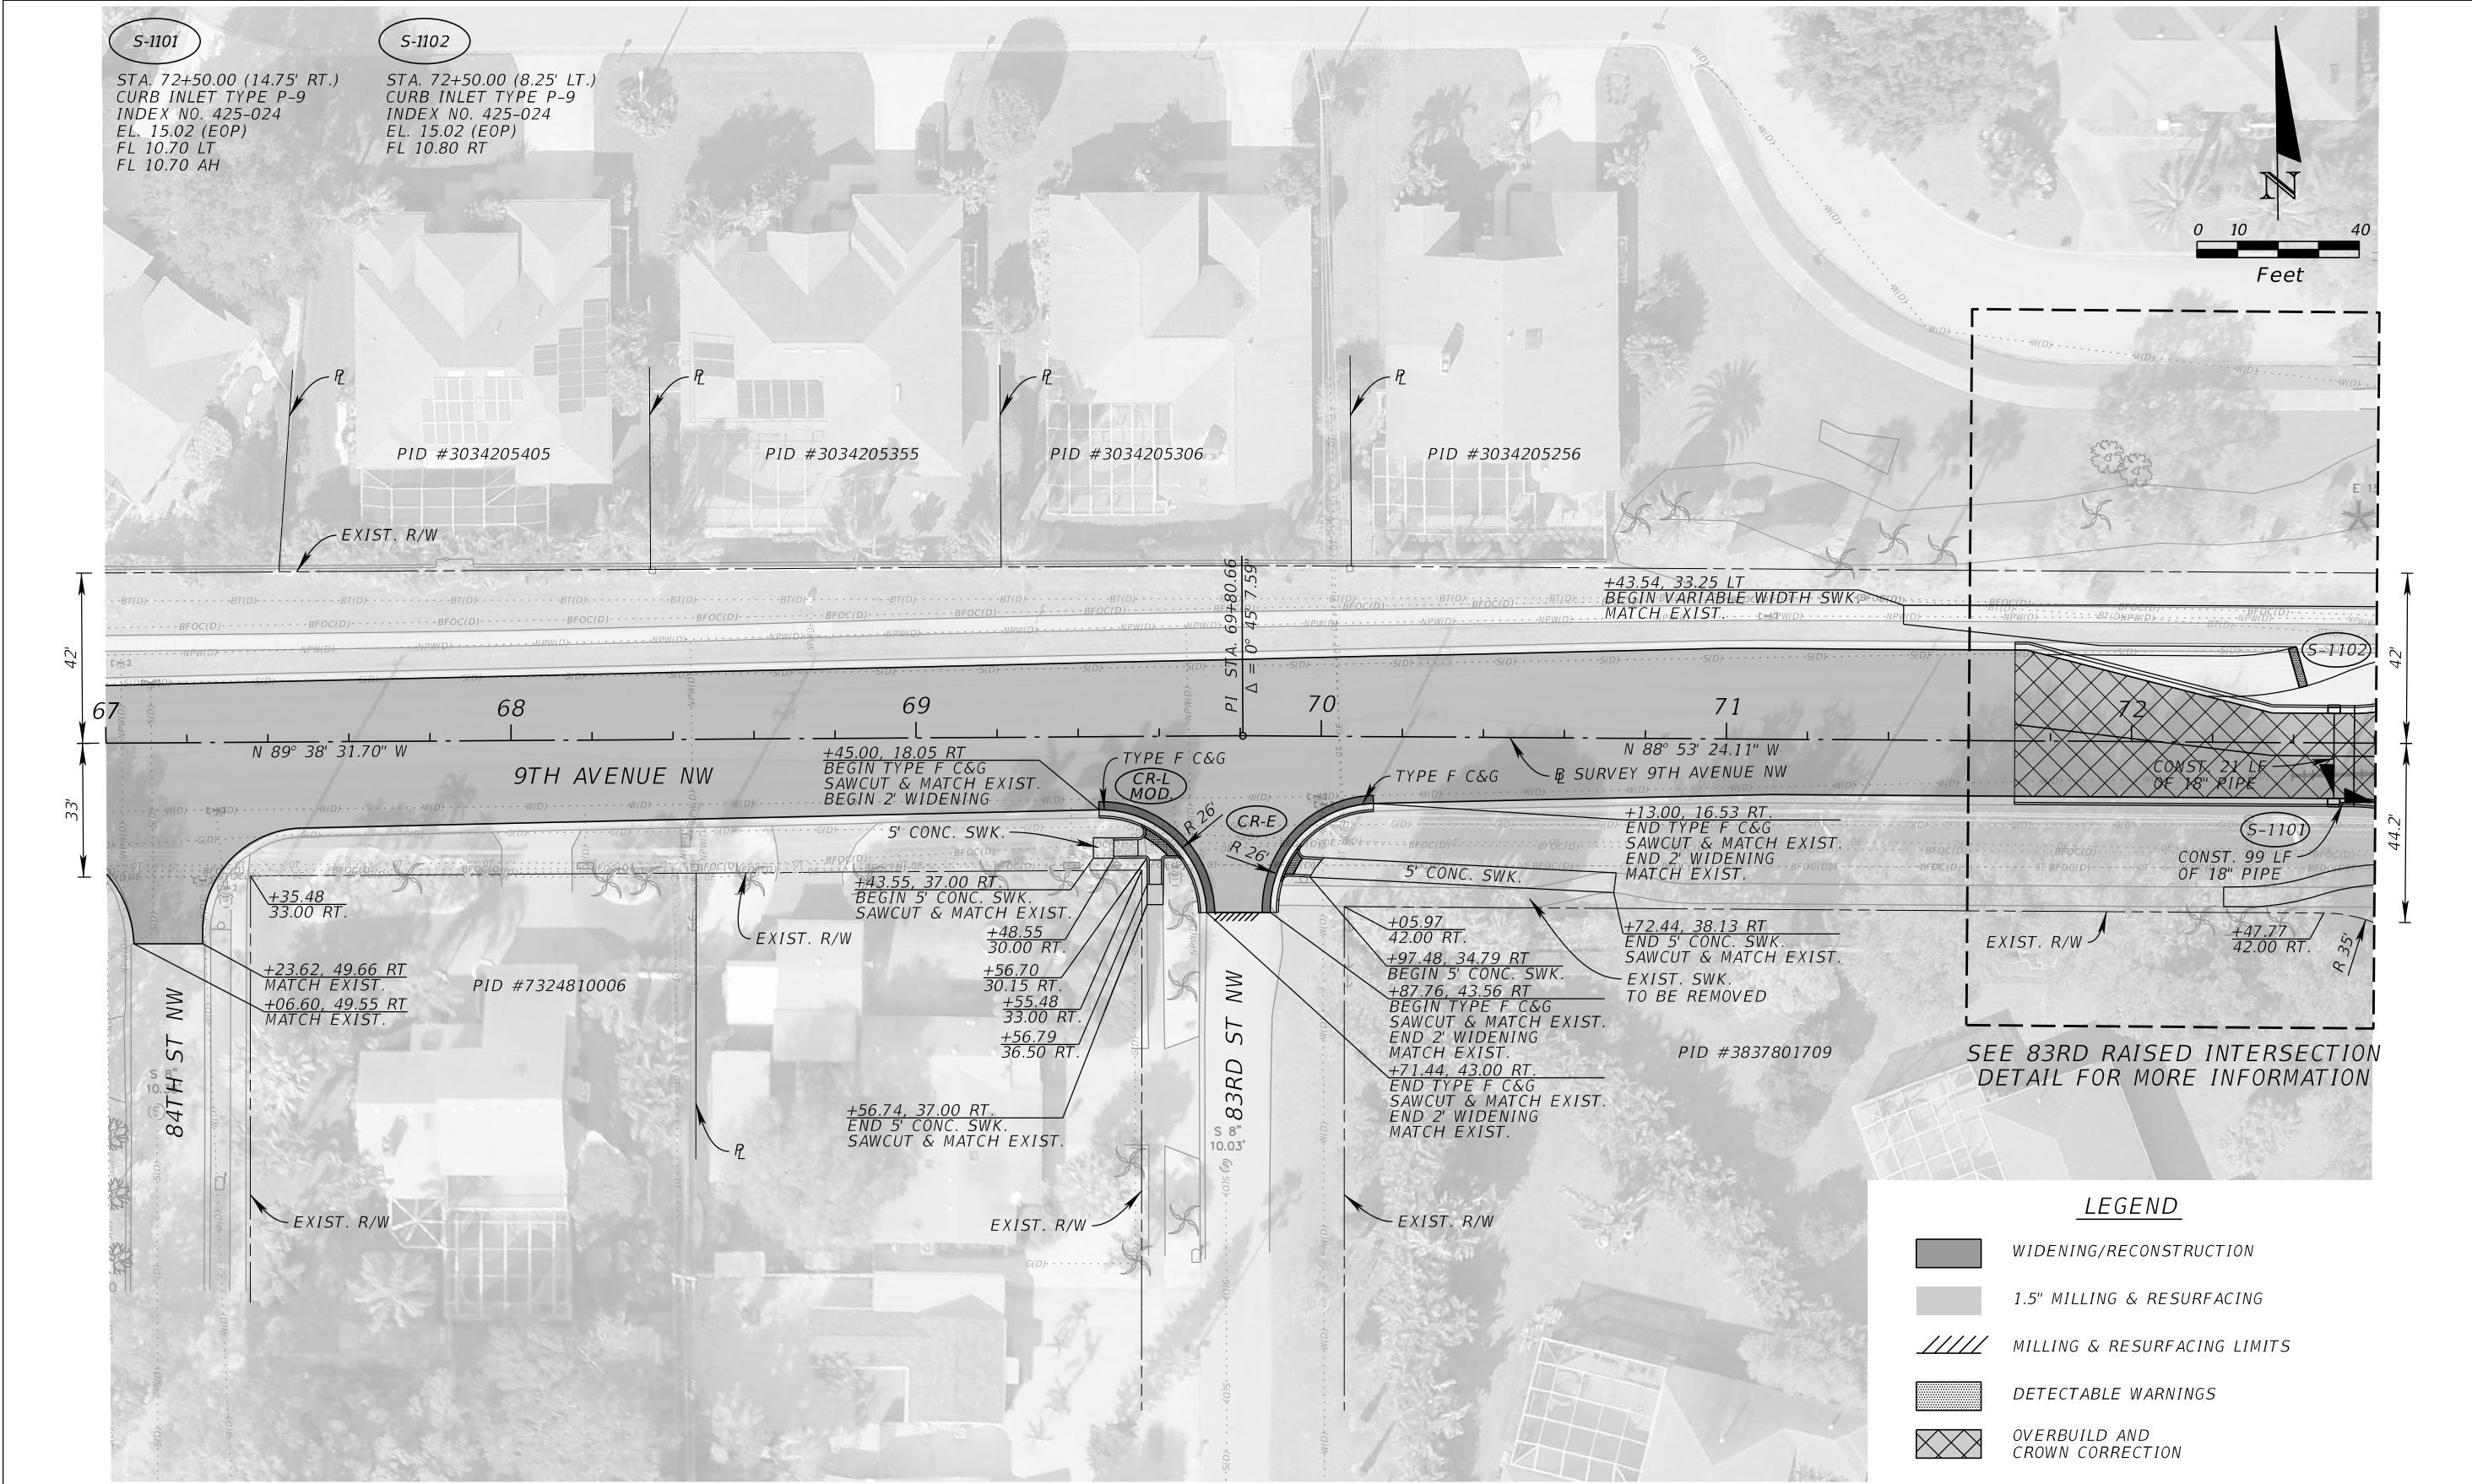 S-1101
STA. 72+50.00 (14.75' RT.)
CURB INLET TYPE P-9
INDEX NO. 425-024
EL. 15.02 (EOP)
FL 10.70 LT
FL 10.70 AH
S-1102
STA. 72+50.00 (8.25' LT.)
CURB INLET TYPE P-9
INDEX NO. 425-024
EL. 15.02 (EOP)
FL 10.80 RT
N
0 10 40
Feet
PL
PL
PL
PL
PID #3034205405
PID #3034205355
PID #3034205306
PID #3034205256
EXIST. R/W
PI STA. 69+80.66
Δ = 0° 45' 7.59"
+43.54, 33.25 LT
BEGIN VARIABLE WIDTH SWK.
MATCH EXIST.
42'
33'
42'
44.2'
S-1102
67
68
69
70
71
72
N 89° 38' 31.70" W
N 88° 53' 24.11" W
9TH AVENUE NW
BL SURVEY 9TH AVENUE NW
+45.00, 18.05 RT
BEGIN TYPE F C&G
SAWCUT & MATCH EXIST.
BEGIN 2' WIDENING
TYPE F C&G
CR-L
MOD.
CR-E
R 26'
R 26'
TYPE F C&G
5' CONC. SWK.
+13.00, 16.53 RT.
END TYPE F C&G
SAWCUT & MATCH EXIST.
END 2' WIDENING
MATCH EXIST.
CONST. 21 LF
OF 18" PIPE
S-1101
CONST. 99 LF
OF 18" PIPE
+35.48
33.00 RT.
+43.55, 37.00 RT.
BEGIN 5' CONC. SWK.
SAWCUT & MATCH EXIST.
EXIST. R/W
+48.55
30.00 RT.
+56.70
30.15 RT.
+55.48
33.00 RT.
+56.79
36.50 RT.
+56.74, 37.00 RT.
END 5' CONC. SWK.
SAWCUT & MATCH EXIST.
5' CONC. SWK.
+05.97
42.00 RT.
+97.48, 34.79 RT
BEGIN 5' CONC. SWK.
+87.76, 43.56 RT
BEGIN TYPE F C&G
SAWCUT & MATCH EXIST.
END 2' WIDENING
MATCH EXIST.
+71.44, 43.00 RT.
END TYPE F C&G
SAWCUT & MATCH EXIST.
END 2' WIDENING
MATCH EXIST.
+72.44, 38.13 RT
END 5' CONC. SWK.
SAWCUT & MATCH EXIST.
EXIST. SWK.
TO BE REMOVED
EXIST. R/W
+47.77
42.00 RT.
R 35'
+23.62, 49.66 RT
MATCH EXIST.
+06.60, 49.55 RT
MATCH EXIST.
PID #7324810006
PID #3837801709
84TH ST NW
83RD ST NW
S 8"
10.03'
PL
EXIST. R/W
EXIST. R/W
EXIST. R/W
SEE 83RD RAISED INTERSECTION
DETAIL FOR MORE INFORMATION
LEGEND
WIDENING/RECONSTRUCTION
1.5" MILLING & RESURFACING
MILLING & RESURFACING LIMITS
DETECTABLE WARNINGS
OVERBUILD AND
CROWN CORRECTION